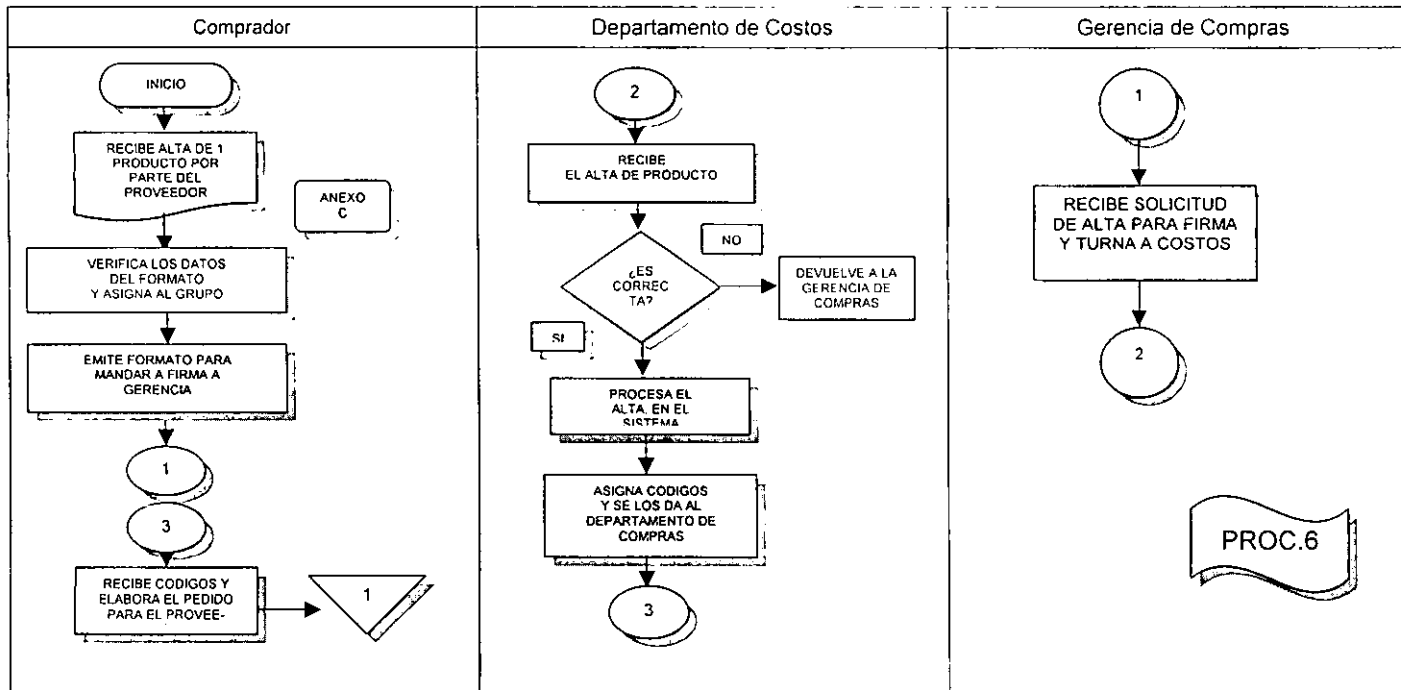 Comprador
INICIO
RECIBE ALTA DE 1
PRODUCTO POR
PARTE DEL
PROVEEDOR
ANEXO
C
VERIFICA LOS DATOS
DEL FORMATO
Y ASIGNA AL GRUPO
EMITE FORMATO PARA
MANDAR A FIRMA A
GERENCIA
1
3
RECIBE CODIGOS Y
ELABORA EL PEDIDO
PARA EL PROVEE-
1
Departamento de Costos
2
RECIBE
EL ALTA DE PRODUCTO
NO
¿ES
CORREC
TA?
DEVUELVE A LA
GERENCIA DE
COMPRAS
SI
PROCESA EL
ALTA, EN EL
SISTEMA
ASIGNA CODIGOS
Y SE LOS DA AL
DEPARTAMENTO DE
COMPRAS
3
Gerencia de Compras
1
RECIBE SOLICITUD
DE ALTA PARA FIRMA
Y TURNA A COSTOS
2
PROC.6